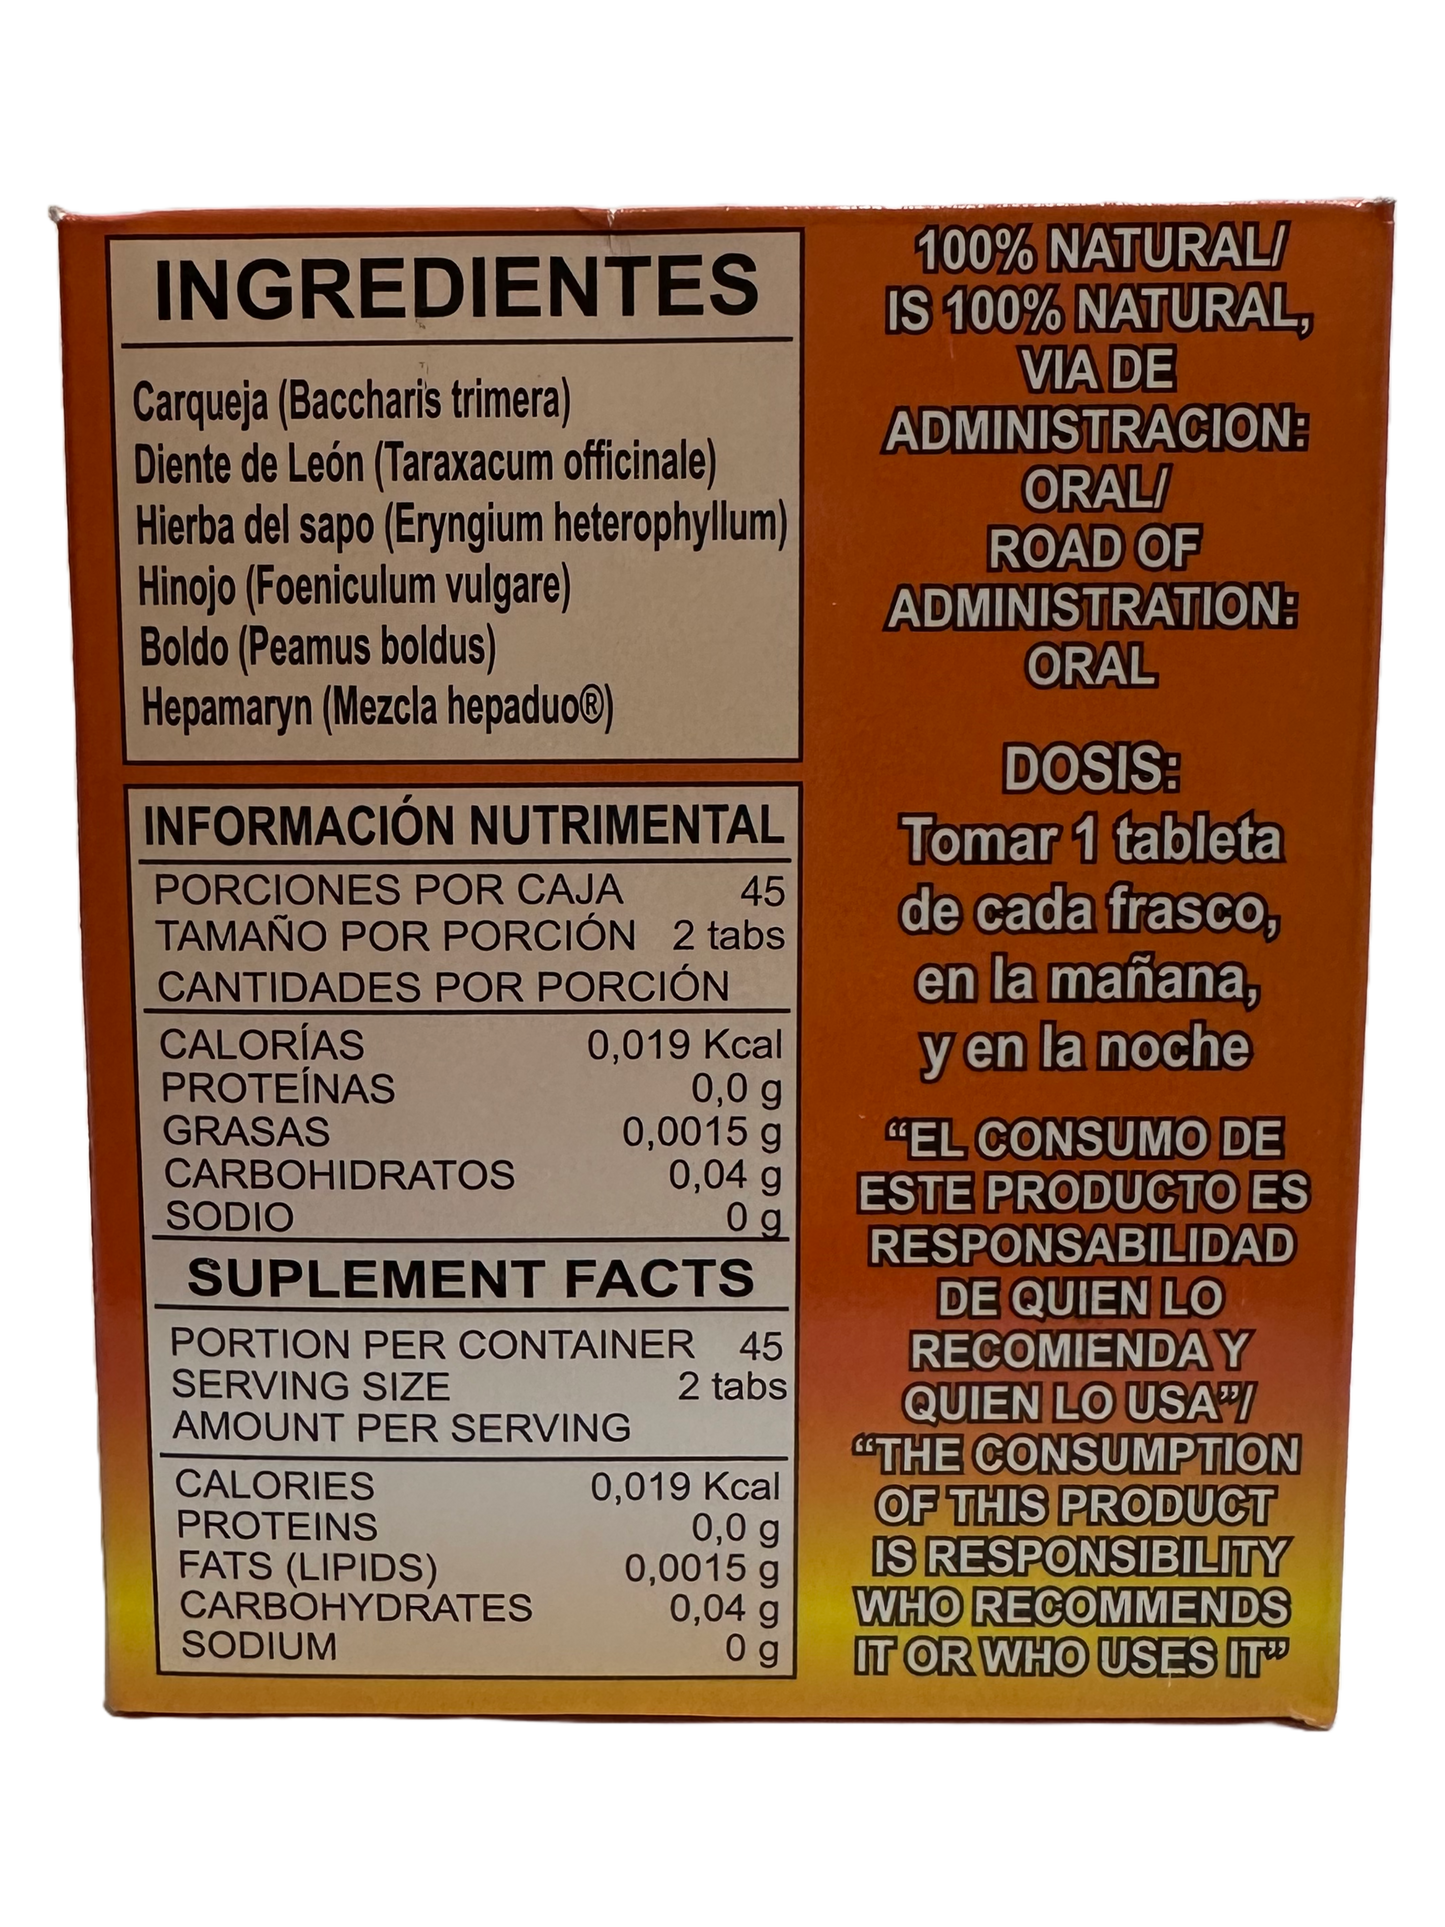 INGREDIENTES
Carqueja (Baccharis trimera)
Diente de León (Taraxacum officinale)
Hierba del sapo (Eryngium heterophyllum)
Hinojo (Foeniculum vulgare)
Boldo (Peamus boldus)
Hepamaryn (Mezcla hepaduo®)
INFORMACIÓN NUTRIMENTAL
PORCIONES POR CAJA 45
TAMAÑO POR PORCIÓN 2 tabs
CANTIDADES POR PORCIÓN
CALORÍAS 0,019 Kcal
PROTEÍNAS 0,0 g
GRASAS 0,0015 g
CARBOHIDRATOS 0,04 g
SODIO 0 g
SUPLEMENT FACTS
PORTION PER CONTAINER 45
SERVING SIZE 2 tabs
AMOUNT PER SERVING
CALORIES 0,019 Kcal
PROTEINS 0,0 g
FATS (LIPIDS) 0,0015 g
CARBOHYDRATES 0,04 g
SODIUM 0 g
100% NATURAL/
IS 100% NATURAL,
VIA DE
ADMINISTRACION:
ORAL/
ROAD OF
ADMINISTRATION:
ORAL
DOSIS:
Tomar 1 tableta
de cada frasco,
en la mañana,
y en la noche
“EL CONSUMO DE
ESTE PRODUCTO ES
RESPONSABILIDAD
DE QUIEN LO
RECOMIENDA Y
QUIEN LO USA”/
“THE CONSUMPTION
OF THIS PRODUCT
IS RESPONSIBILITY
WHO RECOMMENDS
IT OR WHO USES IT”